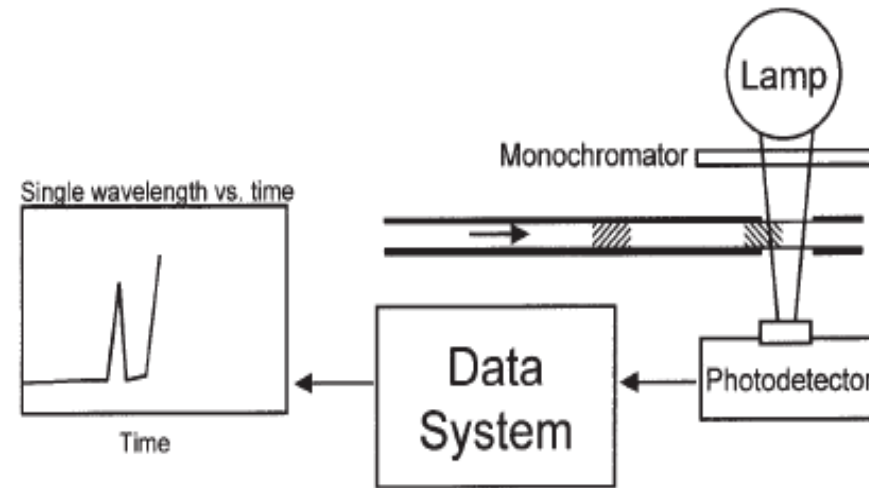 Lamp
Monochromator
Single wavelength vs. time
Data
System
Photodetector
Time